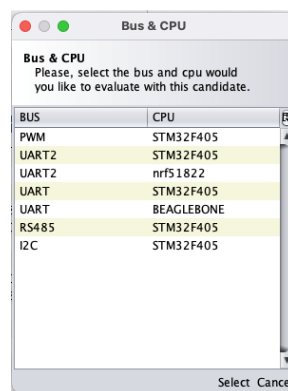 Bus & CPU
Bus & CPU
Please, select the bus and cpu would
you like to evaluate with this candidate.
BUS CPU
PWM STM32F405
UART2 STM32F405
UART2 nrf51822
UART STM32F405
UART BEAGLEBONE
RS485 STM32F405
I2C STM32F405
Select Cance